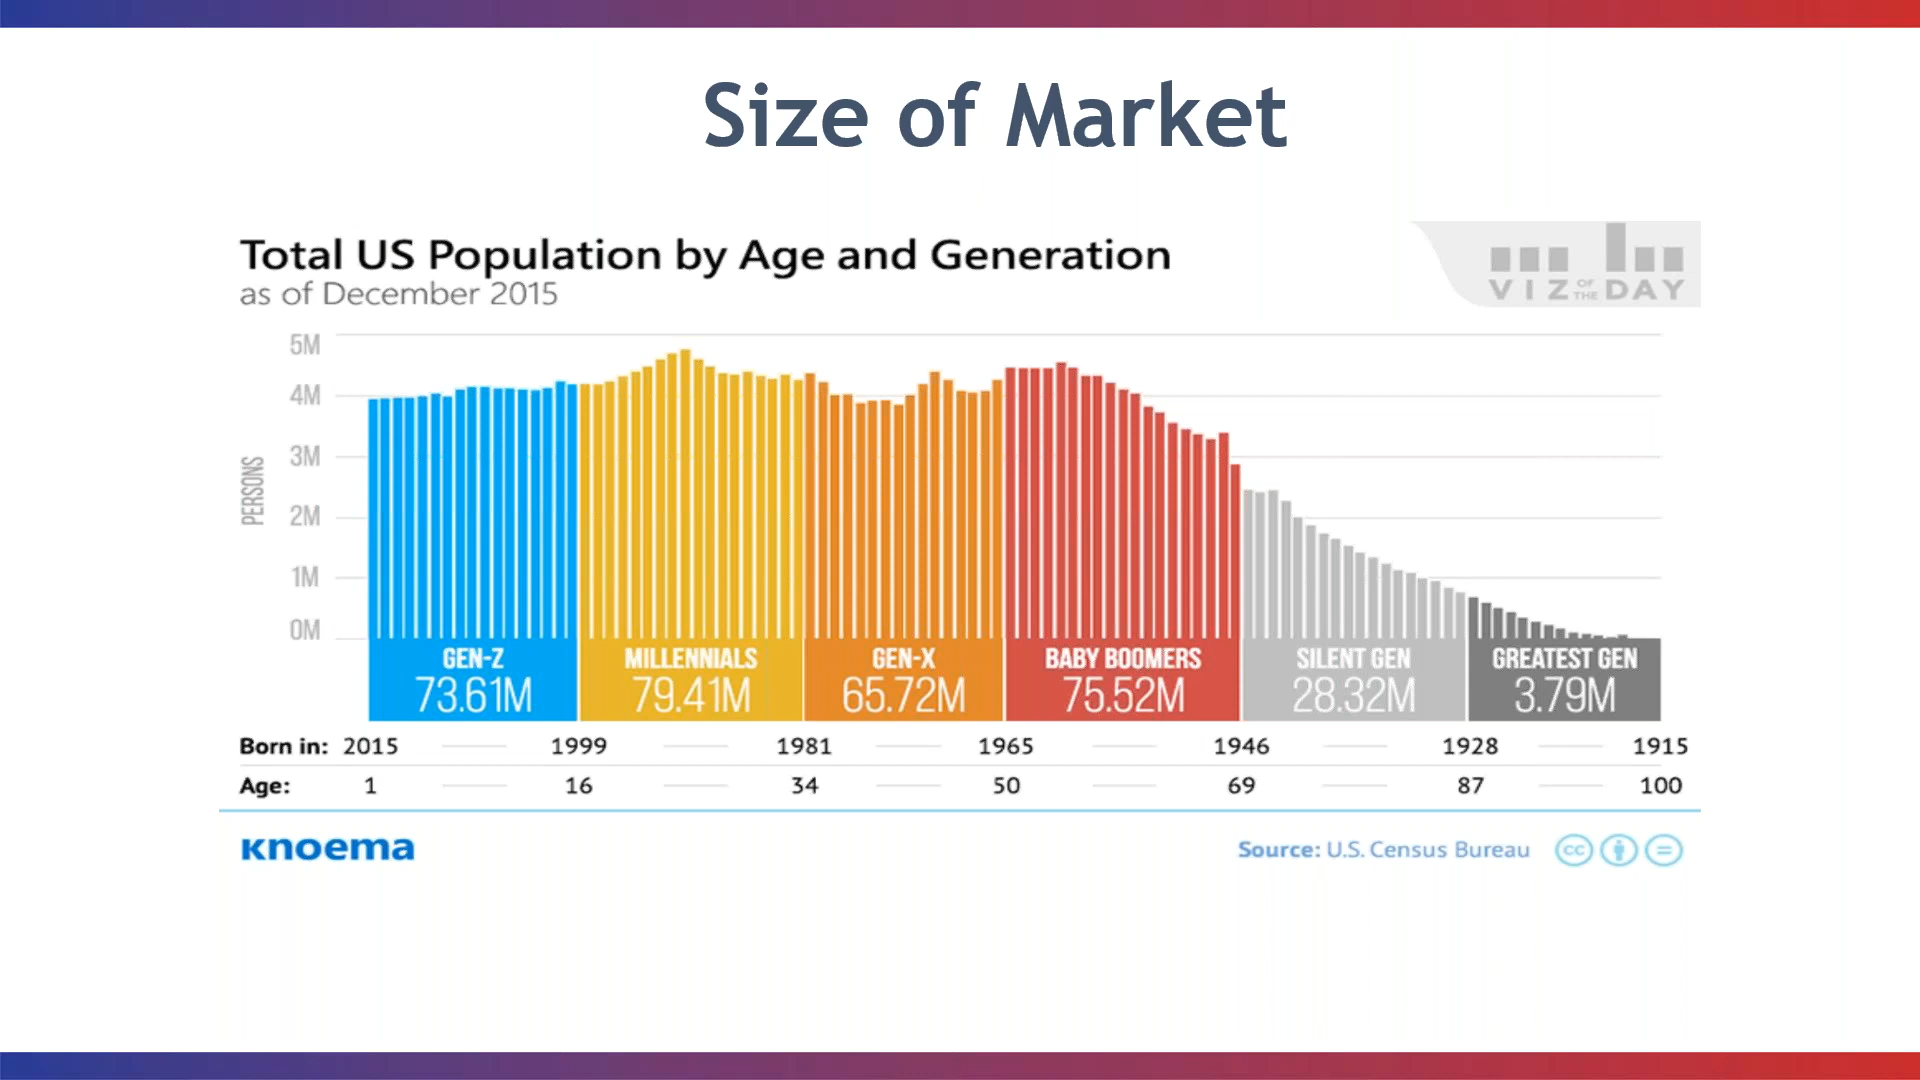 Size of Market
Total US Population by Age and Generation
as of December 2015
VIZ OF THE DAY
5M
4M
3M
2M
1M
0M
PERSONS
GEN-Z MILLENNIALS GEN-X BABY BOOMERS SILENT GEN GREATEST GEN
73.61M 79.41M 65.72M 75.52M 28.32M 3.79M
Born in: 2015 1999 1981 1965 1946 1928 1915
Age: 1 16 34 50 69 87 100
knoema
Source: U.S. Census Bureau
cc